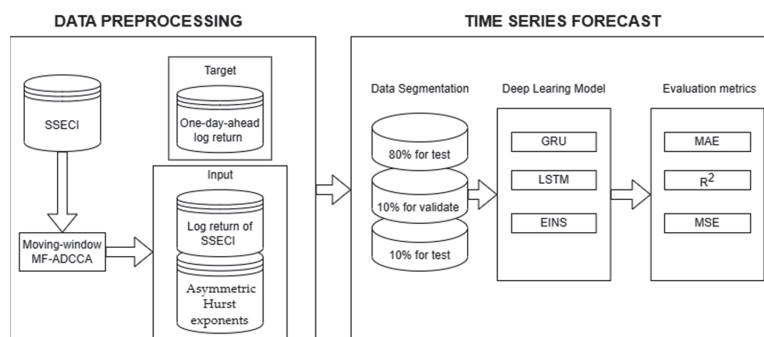 DATA PREPROCESSING
TIME SERIES FORECAST
SSECI
Moving-window
MF-ADCCA
Target
One-day-ahead
log return
Input
Log return of
SSECI
Asymmetric
Hurst
exponents
Data Segmentation
80% for test
10% for validate
10% for test
Deep Learing Model
GRU
LSTM
EINS
Evaluation metrics
MAE
R²
MSE